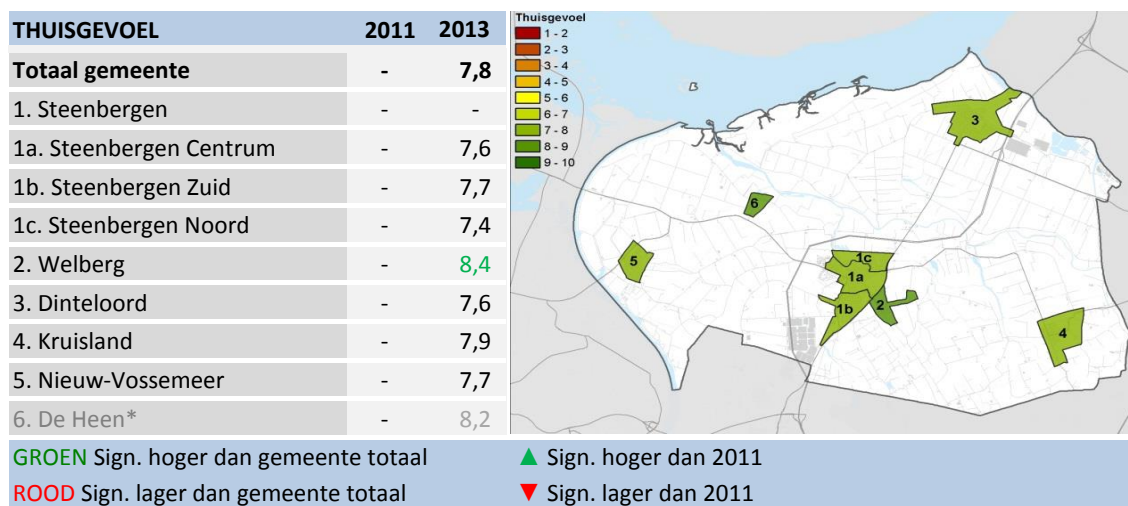 THUISGEVOEL 2011 2013
Totaal gemeente - 7,8
1. Steenbergen - -
1a. Steenbergen Centrum - 7,6
1b. Steenbergen Zuid - 7,7
1c. Steenbergen Noord - 7,4
2. Welberg - 8,4
3. Dinteloord - 7,6
4. Kruisland - 7,9
5. Nieuw-Vossemeer - 7,7
6. De Heen* - 8,2
Thuisgevoel
1 - 2
2 - 3
3 - 4
4 - 5
5 - 6
6 - 7
7 - 8
8 - 9
9 - 10
3
6
5
1c
1a
1b
2
4
GROEN Sign. hoger dan gemeente totaal ▲ Sign. hoger dan 2011
ROOD Sign. lager dan gemeente totaal ▼ Sign. lager dan 2011